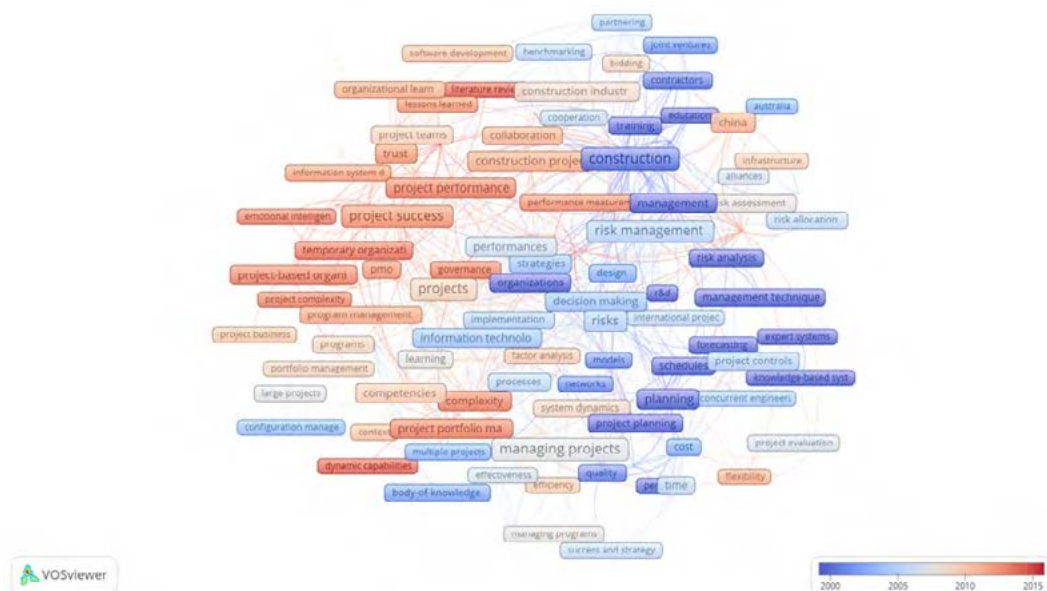 partnering
joint ventures
software development
benchmarking
bidding
contractors
organizational learn
literature revie
construction industr
lessons learned
australia
cooperation
education
training
china
project teams
collaboration
trust
construction projec
construction
infrastructure
information system d
alliances
project performance
performance measurem
management
risk assessment
emotional intelligen
project success
risk allocation
risk management
temporary organizati
performances
risk analysis
strategies
project-based organi
pmo
governance
design
organizations
projects
r&d
project complexity
decision making
management technique
program management
implementation
risks
international projec
project business
information technolo
expert systems
programs
forecasting
learning
factor analysis
models
project controls
portfolio management
schedules
processes
networks
knowledge-based syst
large projects
competencies
complexity
planning
concurrent engineeri
system dynamics
project planning
configuration manage
context
project portfolio ma
project evaluation
multiple projects
managing projects
cost
dynamic capabilities
effectiveness
quality
flexibility
efficiency
per
time
body-of-knowledge
managing programs
success and strategy
VOSviewer
2000 2005 2010 2015